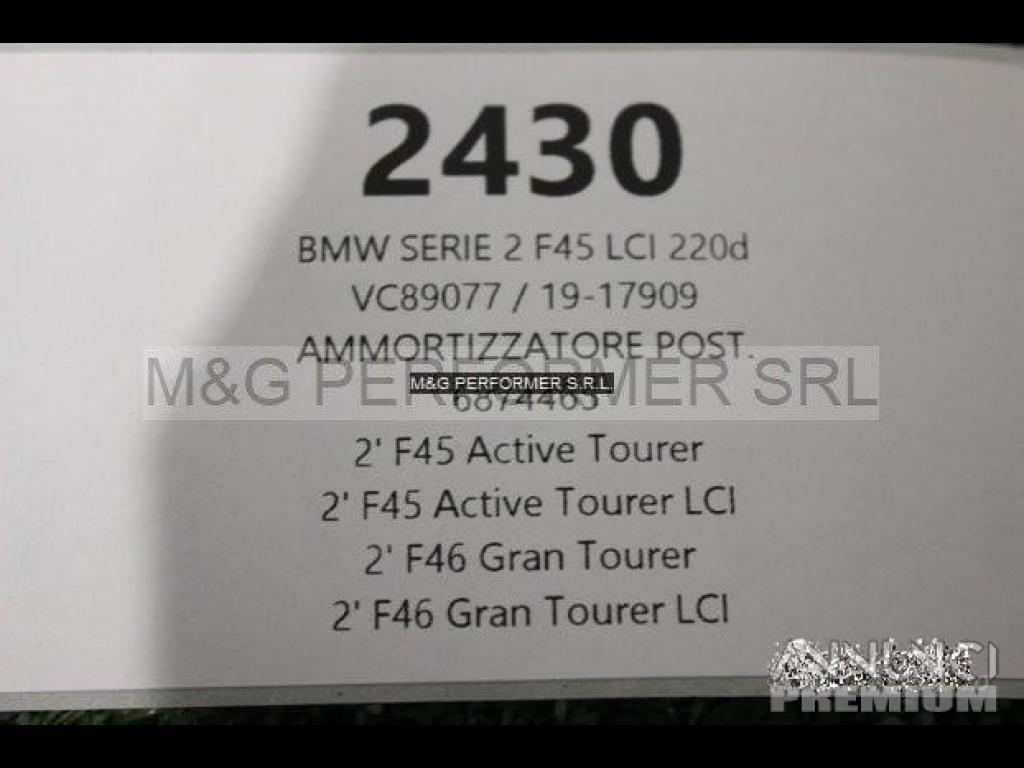 2430
BMW SERIE 2 F45 LCI 220d
VC89077 / 19-17909
AMMORTIZZATORE POST.
M&G PERFORMER SRL
M&G PERFORMER S.R.L.
2' F45 Active Tourer
2' F45 Active Tourer LCI
2' F46 Gran Tourer
2' F46 Gran Tourer LCI
ANNUNCI
PREMIUM